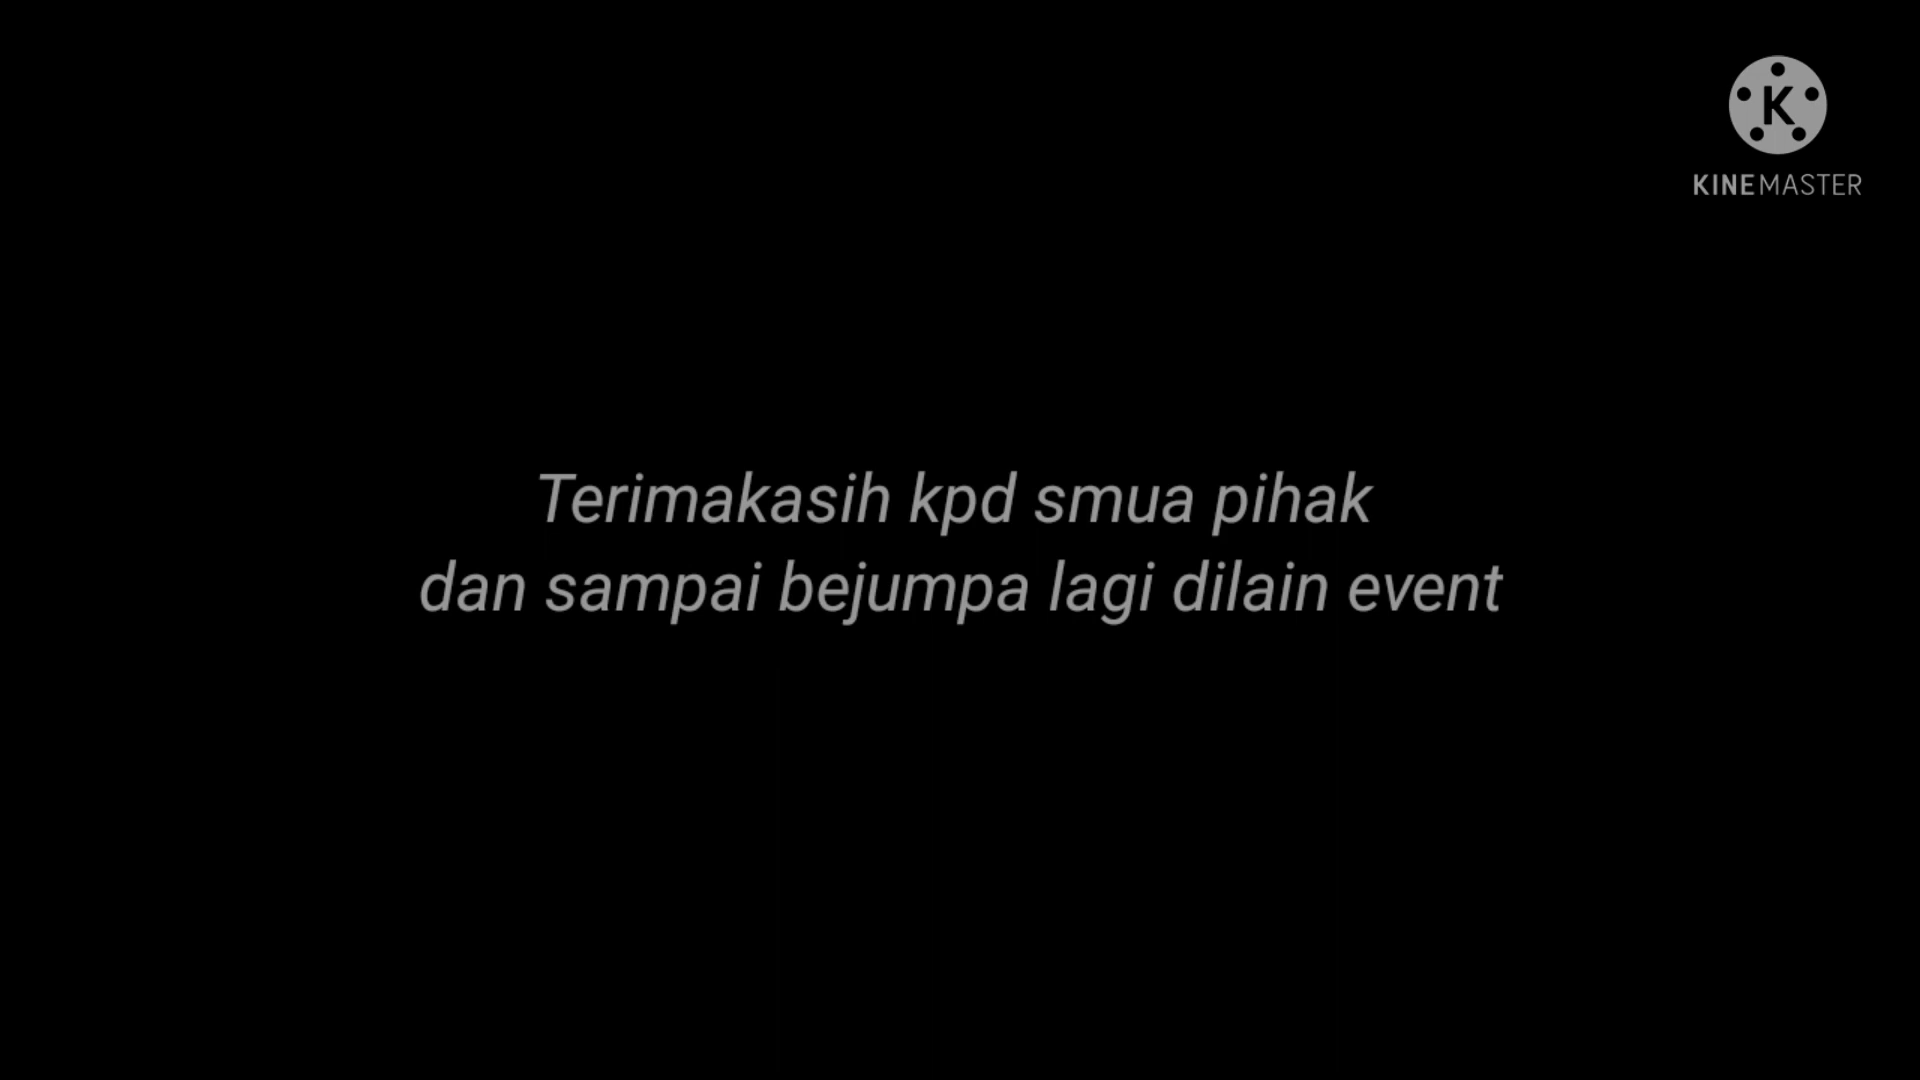 K
KINEMASTER
Terimakasih kpd smua pihak
dan sampai bejumpa lagi dilain event